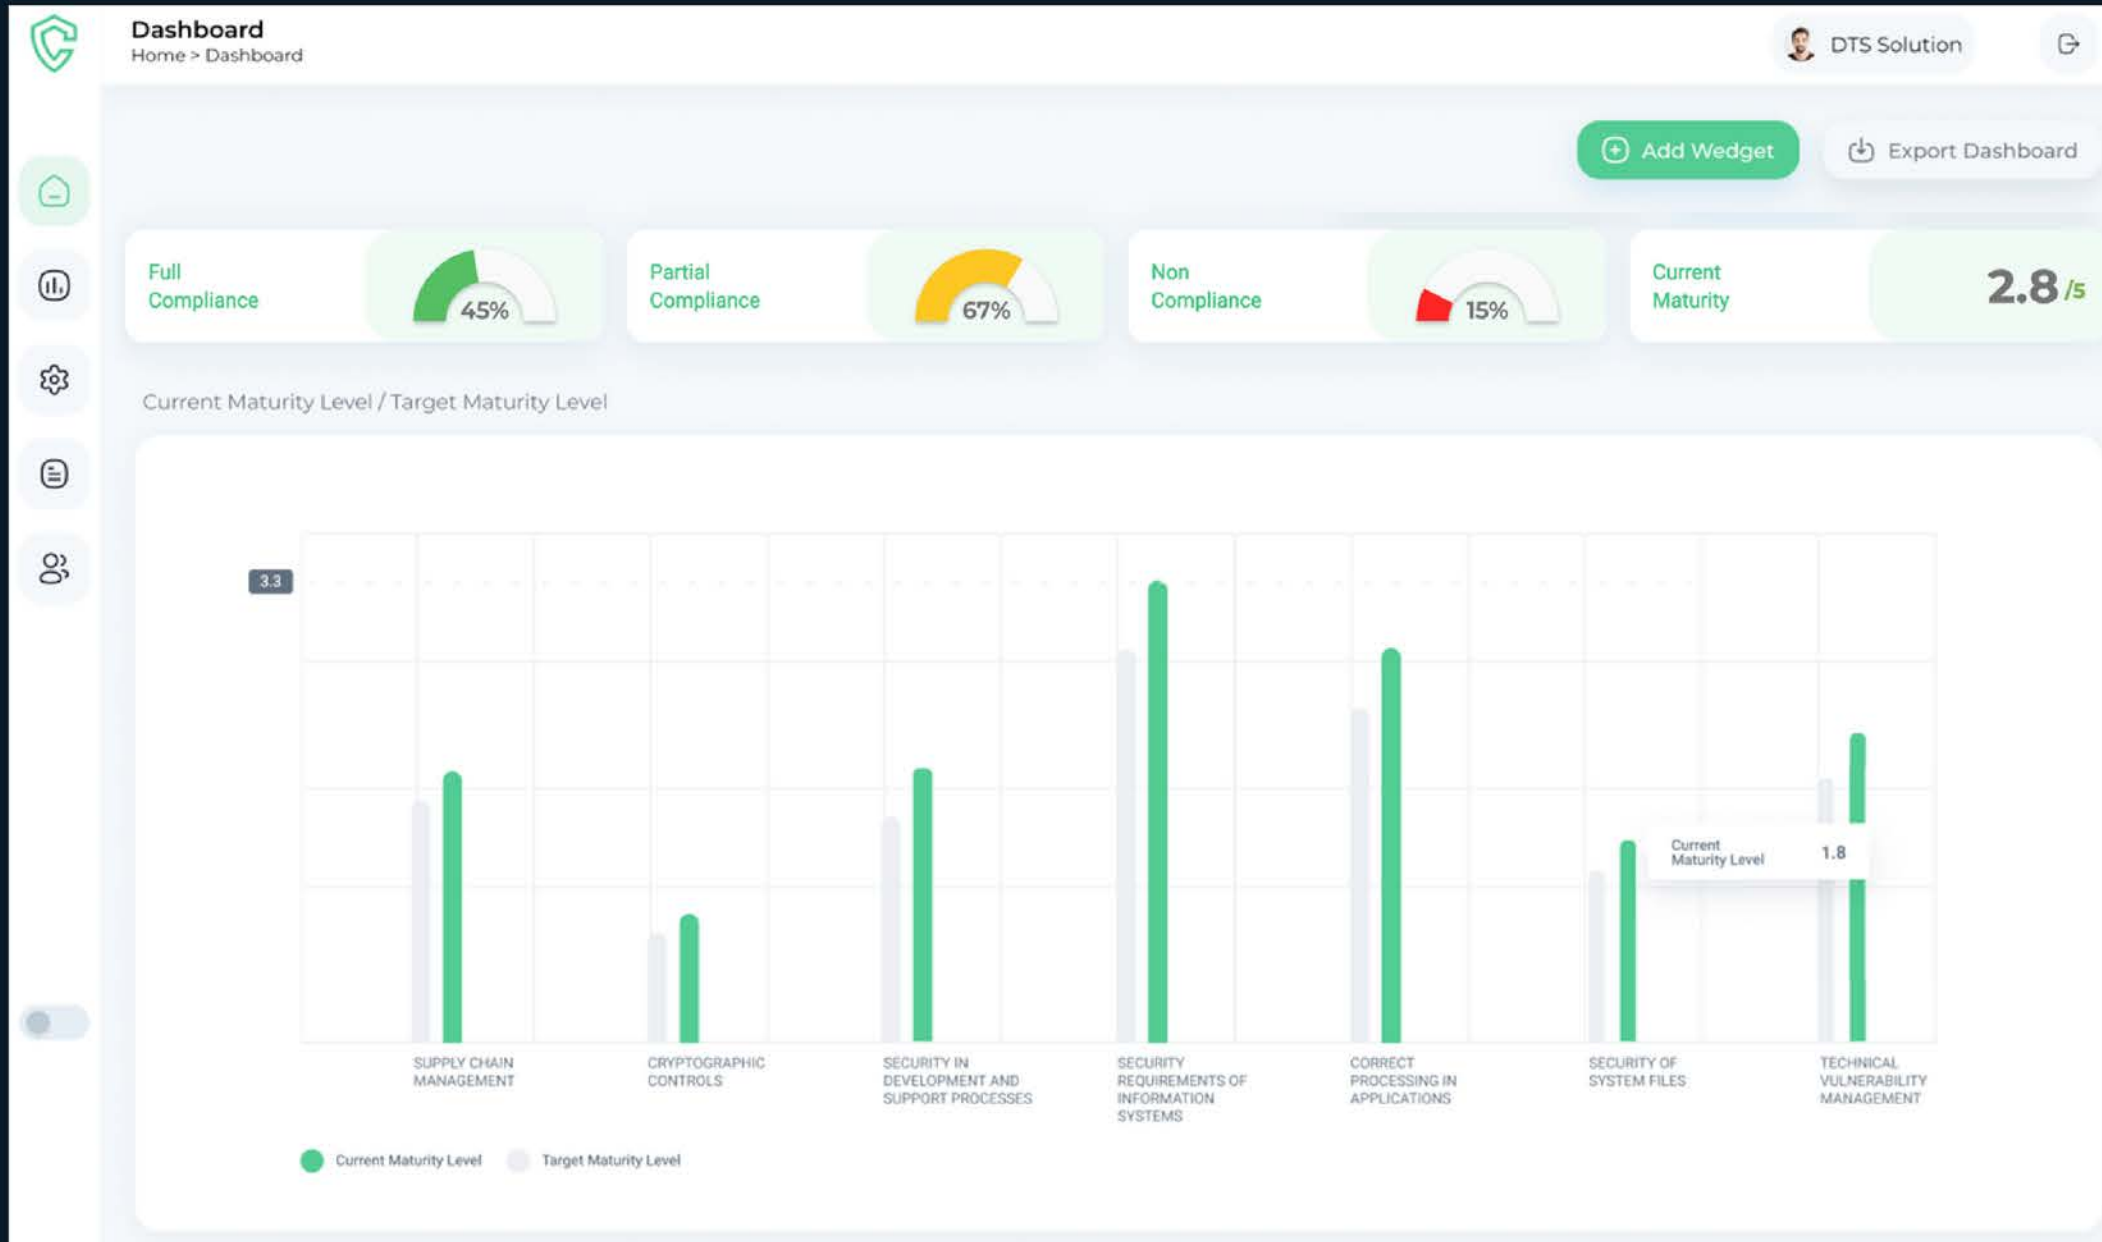 Dashboard
Home > Dashboard
DTS Solution
Add Wedget
Export Dashboard
Full
Compliance
45%
Partial
Compliance
67%
Non
Compliance
15%
Current
Maturity
2.8 /5
Current Maturity Level / Target Maturity Level
3.3
Current
Maturity Level
1.8
SUPPLY CHAIN
MANAGEMENT
CRYPTOGRAPHIC
CONTROLS
SECURITY IN
DEVELOPMENT AND
SUPPORT PROCESSES
SECURITY
REQUIREMENTS OF
INFORMATION
SYSTEMS
CORRECT
PROCESSING IN
APPLICATIONS
SECURITY OF
SYSTEM FILES
TECHNICAL
VULNERABILITY
MANAGEMENT
Current Maturity Level
Target Maturity Level